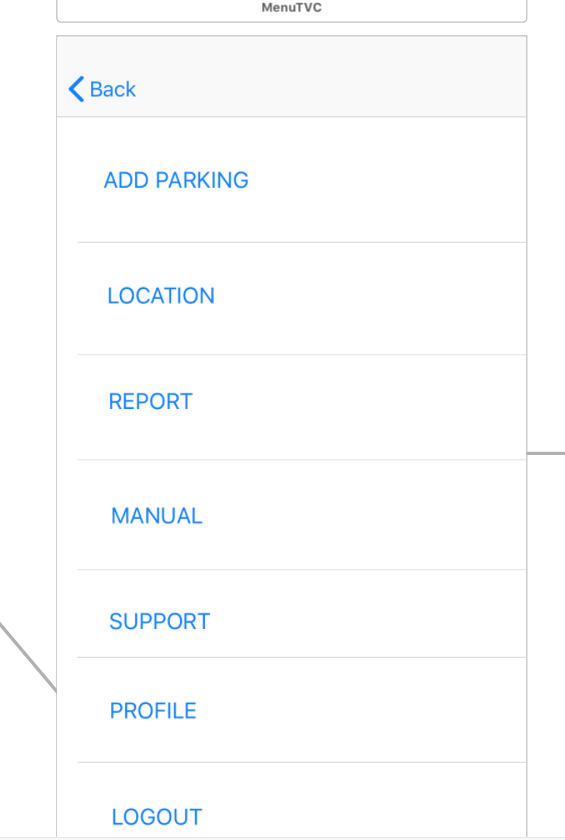 MenuTVC
Back
ADD PARKING
LOCATION
REPORT
MANUAL
SUPPORT
PROFILE
LOGOUT